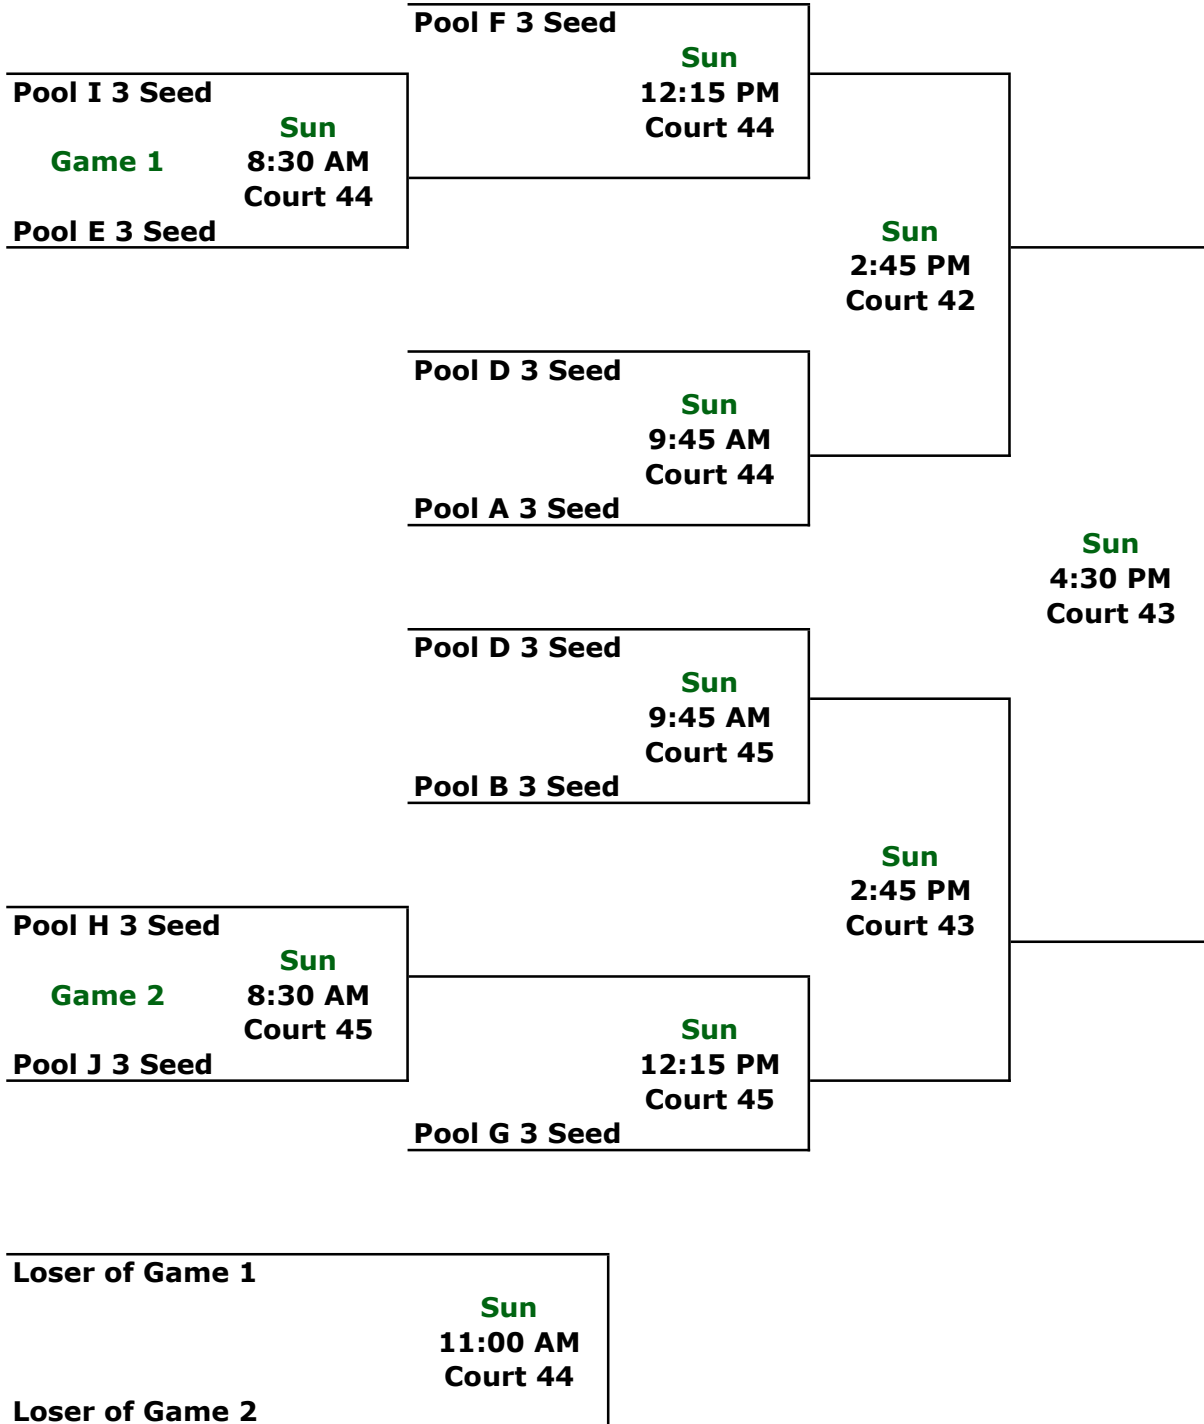 Pool F 3 Seed
Sun
12:15 PM
Court 44
Pool I 3 Seed
Sun
Game 1 8:30 AM
Court 44
Pool E 3 Seed
Sun
2:45 PM
Court 42
Pool D 3 Seed
Sun
9:45 AM
Court 44
Pool A 3 Seed
Sun
4:30 PM
Court 43
Pool D 3 Seed
Sun
9:45 AM
Court 45
Pool B 3 Seed
Sun
2:45 PM
Court 43
Pool H 3 Seed
Sun
Game 2 8:30 AM
Court 45
Pool J 3 Seed
Sun
12:15 PM
Court 45
Pool G 3 Seed
Loser of Game 1
Sun
11:00 AM
Court 44
Loser of Game 2